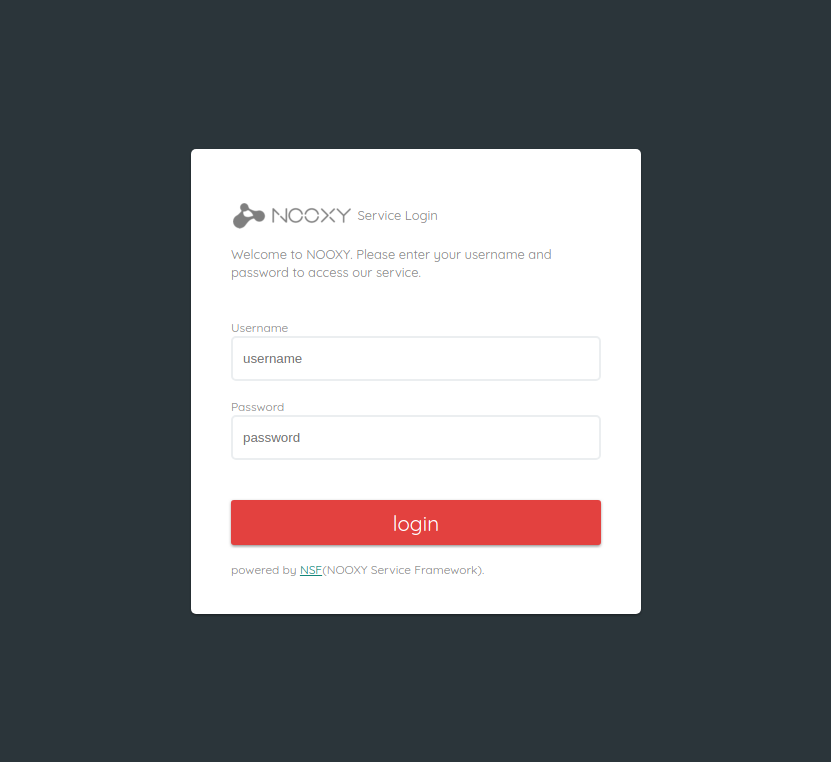 NOOXY Service Login
Welcome to NOOXY. Please enter your username and
password to access our service.
Username
username
Password
password
login
powered by NSF(NOOXY Service Framework).